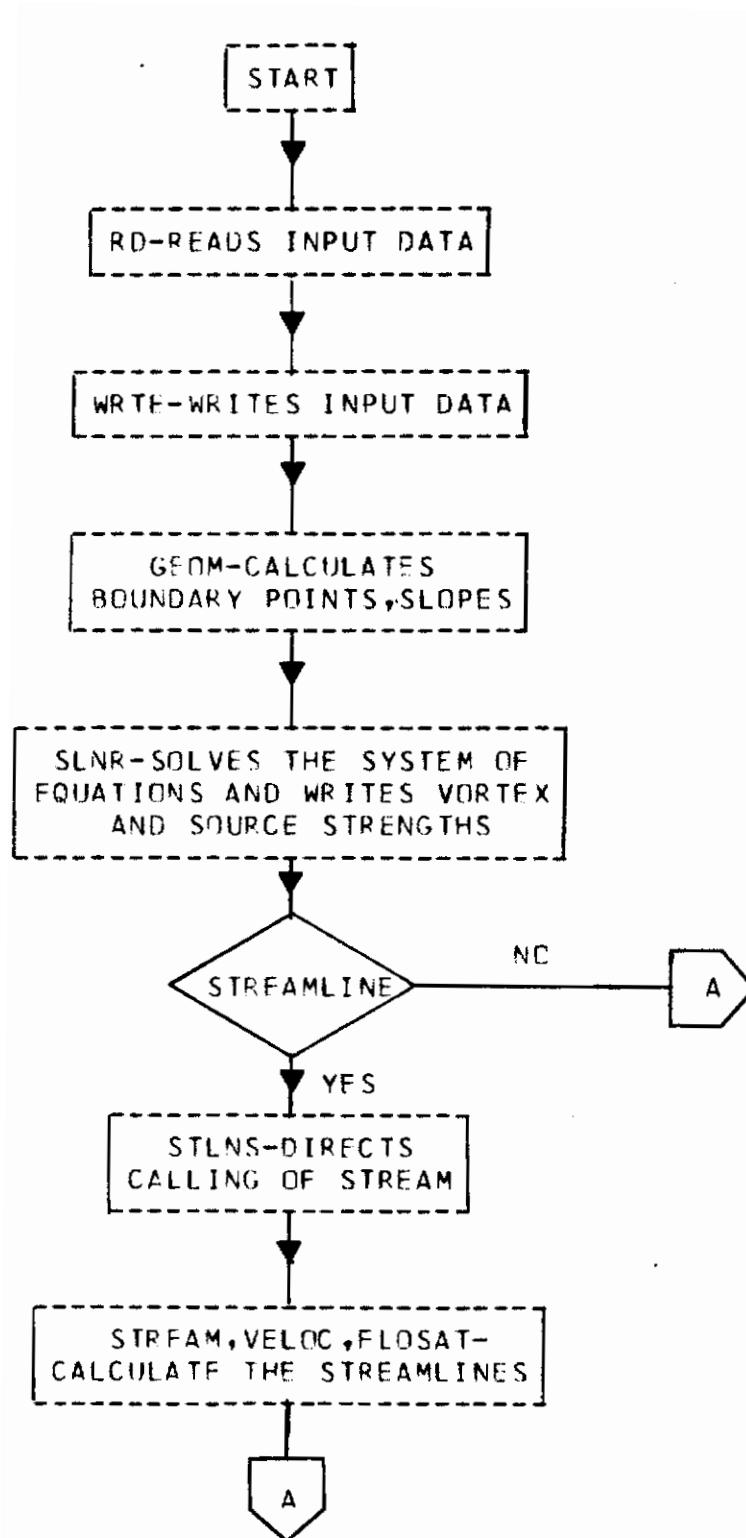 START
RD-READS INPUT DATA
WRTE-WRITES INPUT DATA
GEOM-CALCULATES
BOUNDARY POINTS,SLOPES
SLNR-SOLVES THE SYSTEM OF
EQUATIONS AND WRITES VORTEX
AND SOURCE STRENGTHS
STREAMLINE
NO
A
YES
STLNS-DIRECTS
CALLING OF STREAM
STREAM,VELOC,FLOSAT-
CALCULATE THE STREAMLINES
A